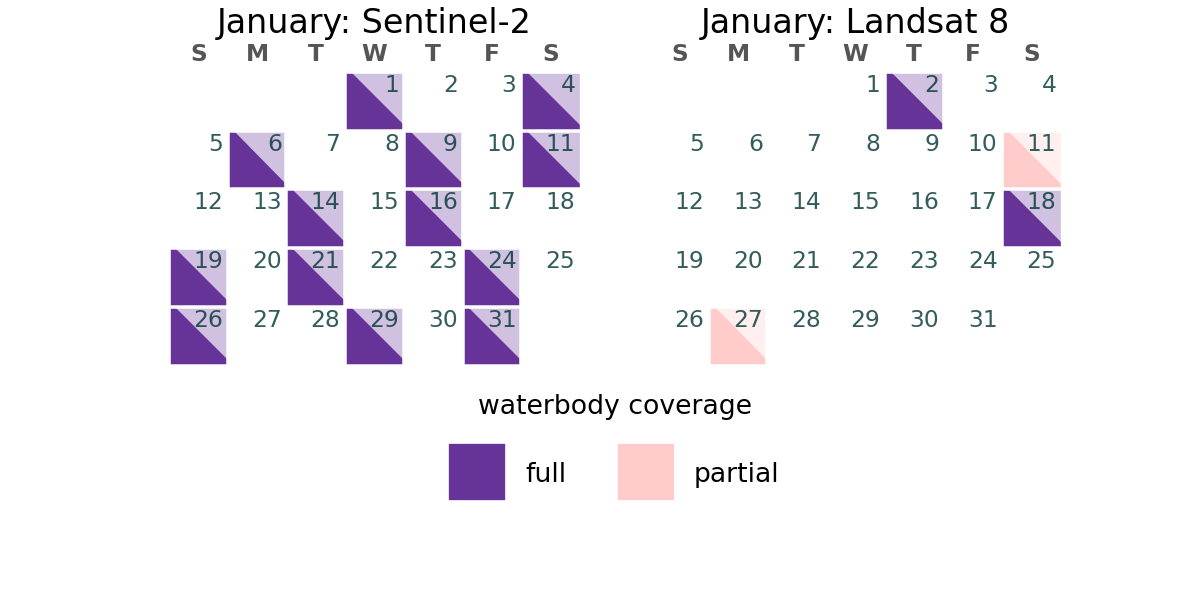 January: Sentinel-2
S M T W T F S
1 2 3 4
5 6 7 8 9 10 11
12 13 14 15 16 17 18
19 20 21 22 23 24 25
26 27 28 29 30 31
January: Landsat 8
S M T W T F S
1 2 3 4
5 6 7 8 9 10 11
12 13 14 15 16 17 18
19 20 21 22 23 24 25
26 27 28 29 30 31
waterbody coverage
full partial